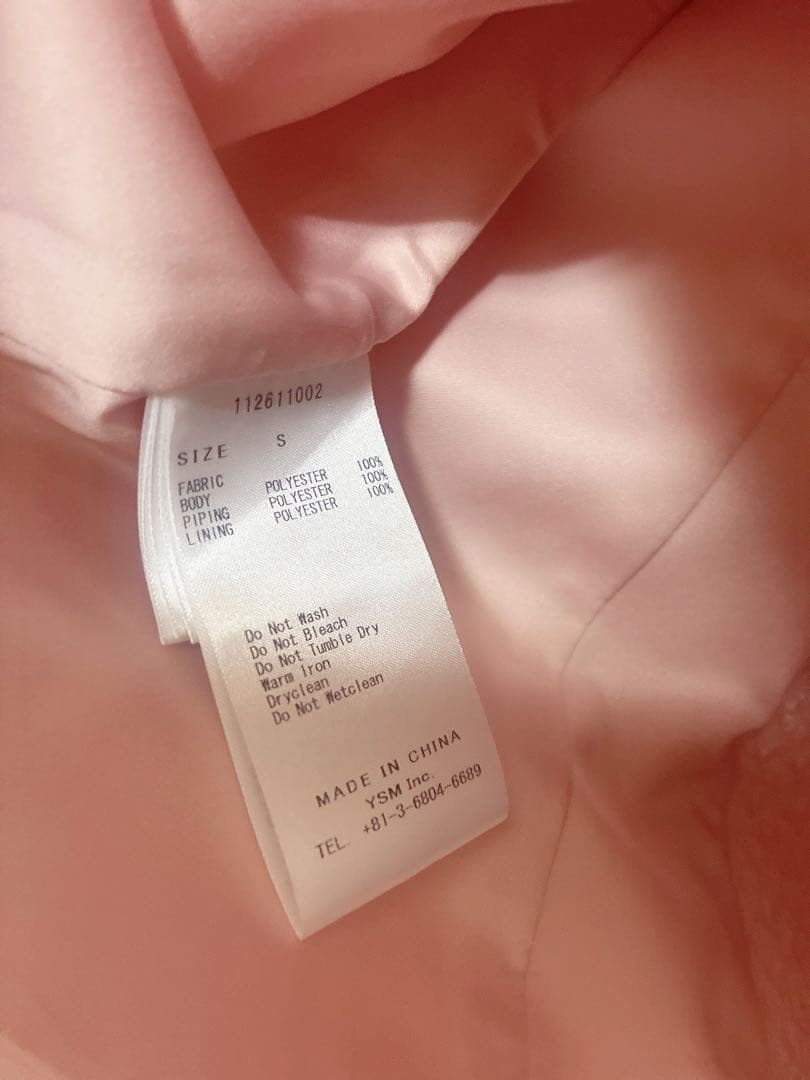 112611002
SIZE S
FABRIC
BODY POLYESTER 100%
PIPING POLYESTER 100%
LINING POLYESTER 100%
Do Not Wash
Do Not Bleach
Do Not Tumble Dry
Warm Iron
Dryclean
Do Not Wetclean
MADE IN CHINA
YSM Inc.
TEL. +81-3-6804-6689